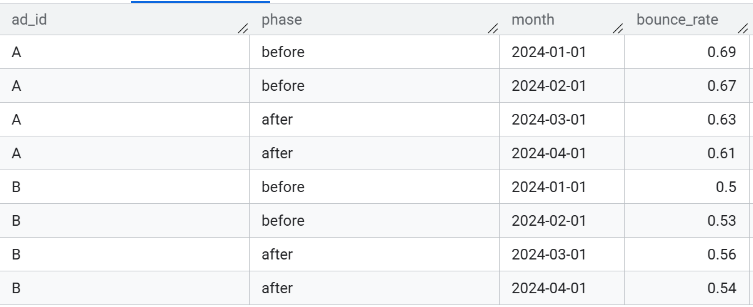 ad_id phase month bounce_rate
A before 2024-01-01 0.69
A before 2024-02-01 0.67
A after 2024-03-01 0.63
A after 2024-04-01 0.61
B before 2024-01-01 0.5
B before 2024-02-01 0.53
B after 2024-03-01 0.56
B after 2024-04-01 0.54